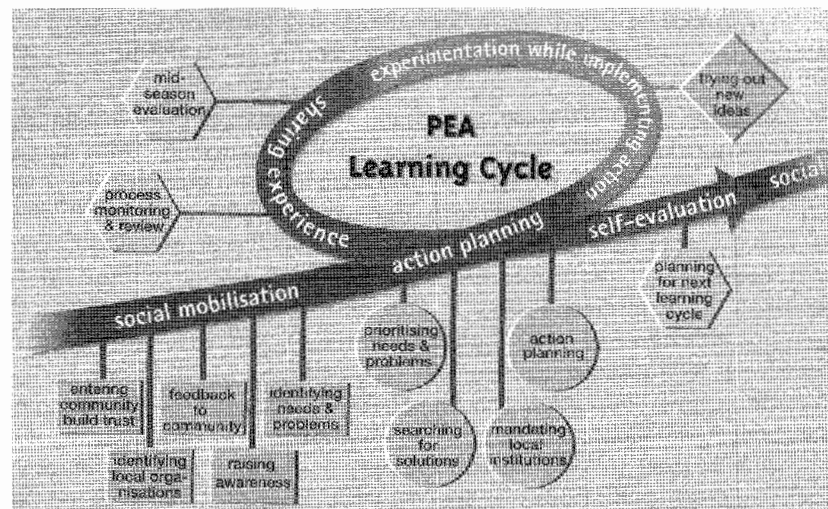 experimentation while implementing action
mid-
season
evaluation
trying out
new
ideas
sharing experience
PEA
Learning Cycle
process
monitoring
& review
social mobilisation
action planning
self-evaluation
social
planning
for next
learning
cycle
prioritising
needs &
problems
action
planning
entering
community
build trust
feedback
to
community
identifying
needs &
problems
identifying
local orga-
nisations
raising
awareness
searching
for
solutions
mandating
local
institutions